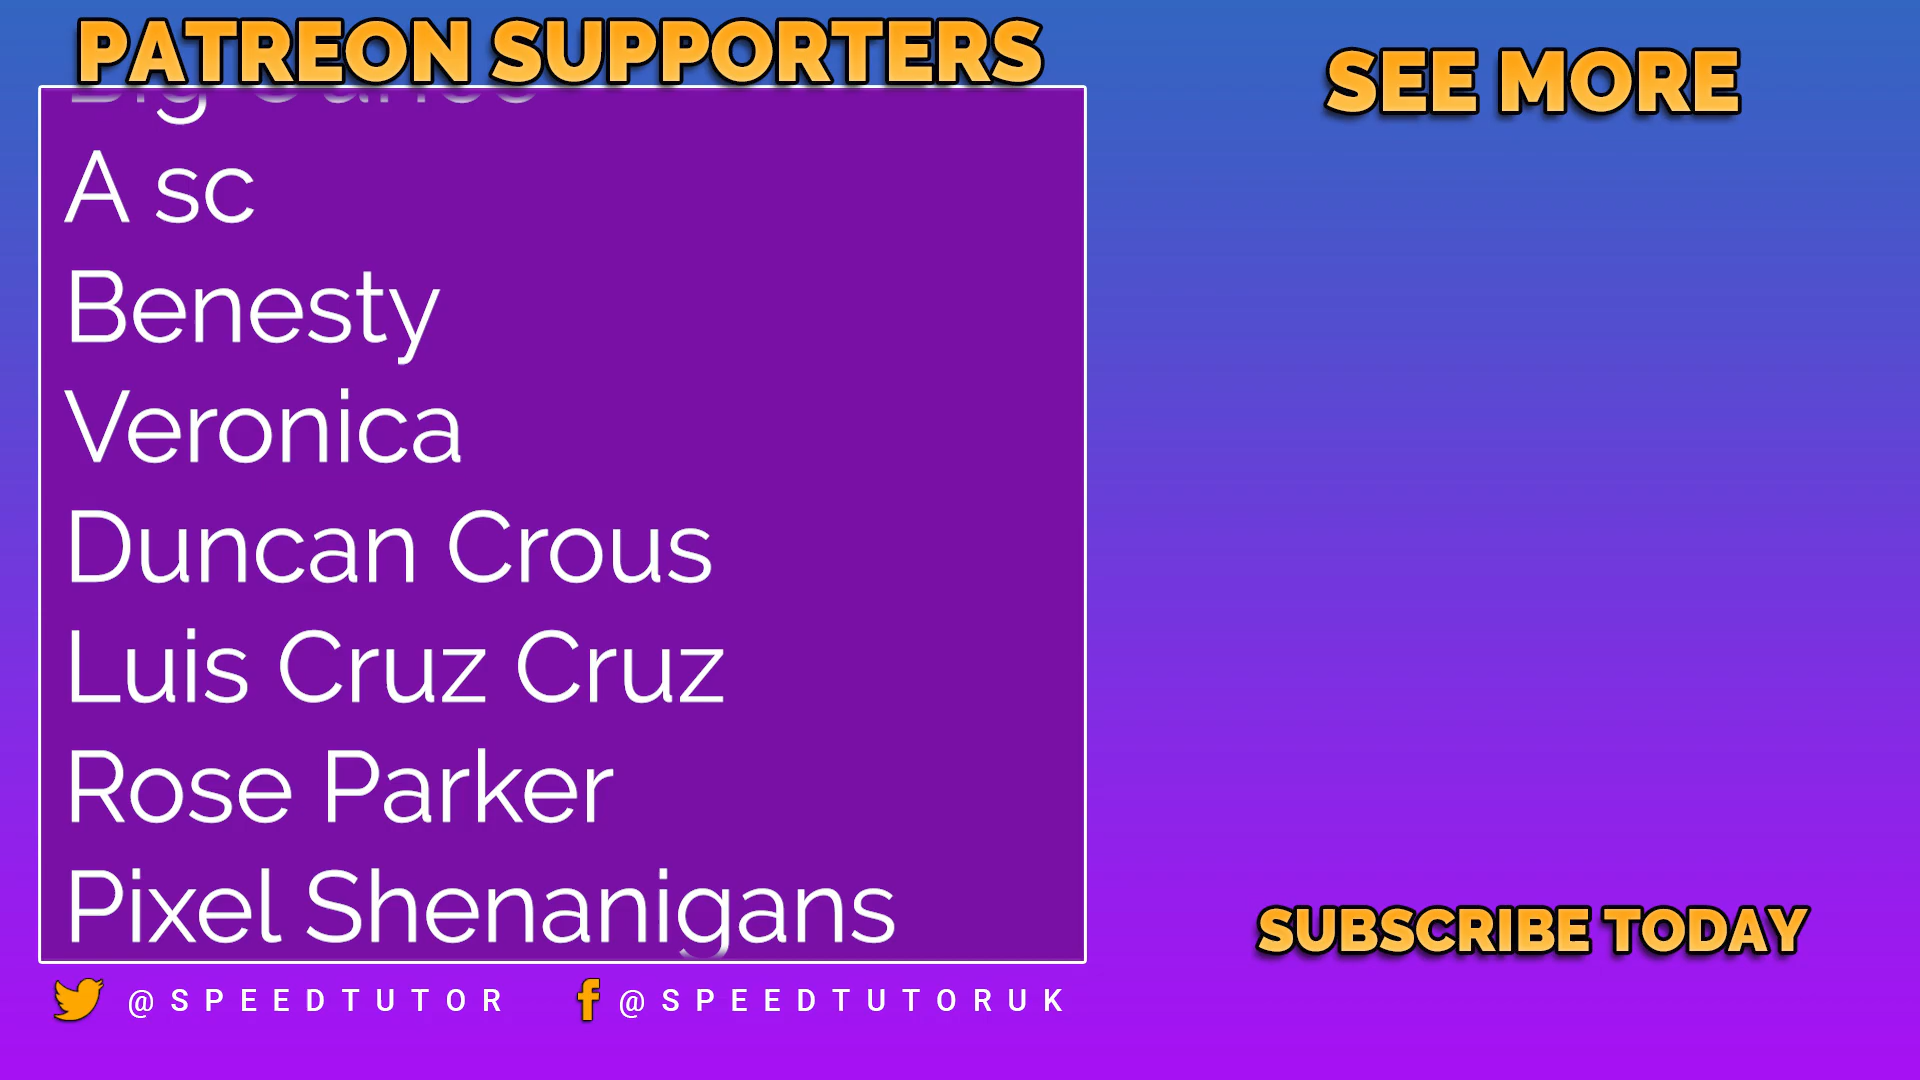 PATREON SUPPORTERS
SEE MORE
Big
A sc
Benesty
Veronica
Duncan Crous
Luis Cruz Cruz
Rose Parker
Pixel Shenanigans
SUBSCRIBE TODAY
@SPEEDTUTOR
@SPEEDTUTORUK